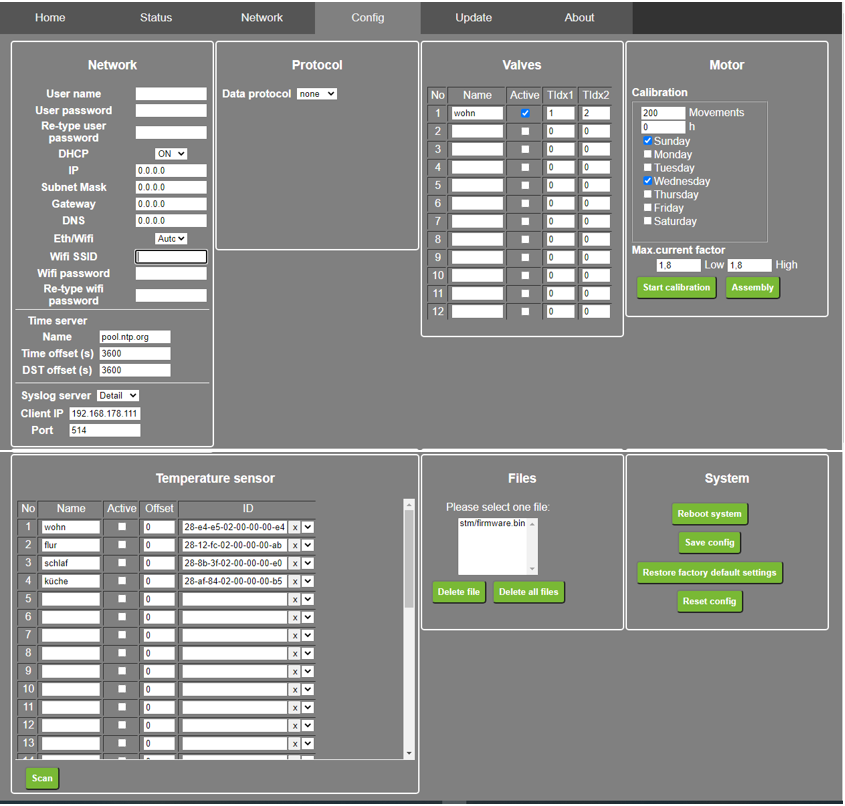 Home Status Network Config Update About
Network
User name
User password
Re-type user
password
DHCP ON
IP 0.0.0.0
Subnet Mask 0.0.0.0
Gateway 0.0.0.0
DNS 0.0.0.0
Eth/Wifi Auto
Wifi SSID
Wifi password
Re-type wifi
password
Time server
Name pool.ntp.org
Time offset (s) 3600
DST offset (s) 3600
Syslog server Detail
Client IP 192.168.178.111
Port 514
Protocol
Data protocol none
Valves
No Name Active TIdx1 TIdx2
1 wohn 1 2
2 0 0
3 0 0
4 0 0
5 0 0
6 0 0
7 0 0
8 0 0
9 0 0
10 0 0
11 0 0
12 0 0
Motor
Calibration
200 Movements
0 h
Sunday
Monday
Tuesday
Wednesday
Thursday
Friday
Saturday
Max.current factor
1,8 Low 1,8 High
Start calibration Assembly
Temperature sensor
No Name Active Offset ID
1 wohn 0 28-e4-e5-02-00-00-00-e4 x
2 flur 0 28-12-fc-02-00-00-00-ab x
3 schlaf 0 28-8b-3f-02-00-00-00-e0 x
4 küche 0 28-af-84-02-00-00-00-b5 x
5 0 x
6 0 x
7 0 x
8 0 x
9 0 x
10 0 x
11 0 x
12 0 x
13 0 x
Scan
Files
Please select one file:
stm/firmware.bin
Delete file Delete all files
System
Reboot system
Save config
Restore factory default settings
Reset config